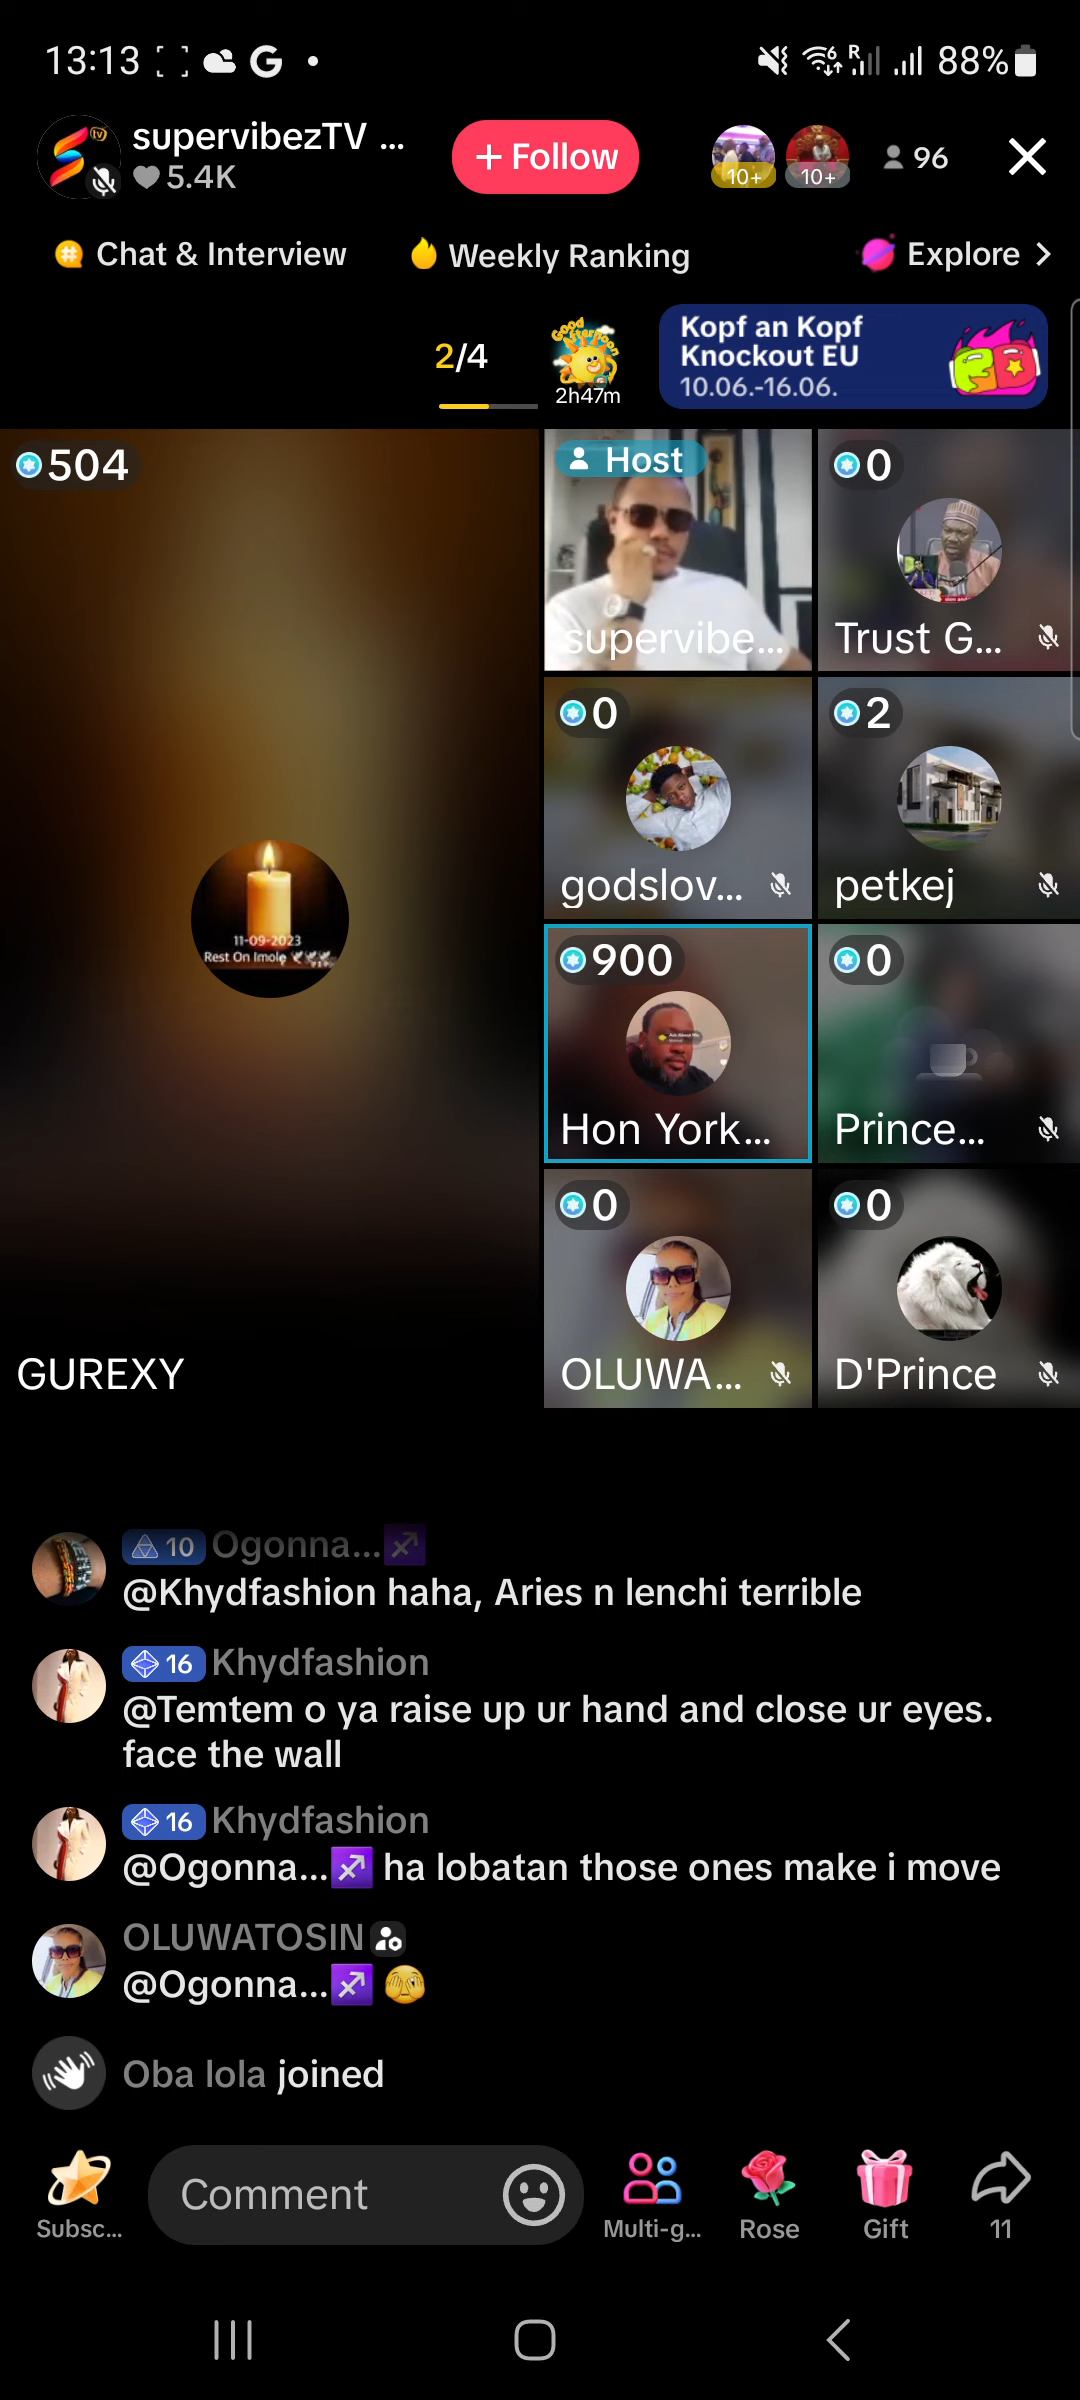 13:13
88%
supervibezTV ...
5.4K
+ Follow
10+
10+
96
Chat & Interview
Weekly Ranking
Explore
2/4
Good Afternoon
2h47m
Kopf an Kopf
Knockout EU
10.06.-16.06.
504
11-09-2023
Rest On Imole
GUREXY
Host
supervibe...
0
Trust G...
0
godslov...
2
petkej
900
Hon York...
0
Prince...
0
OLUWA...
0
D'Prince
10 Ogonna...♐
@Khydfashion haha, Aries n lenchi terrible
16 Khydfashion
@Temtem o ya raise up ur hand and close ur eyes.
face the wall
16 Khydfashion
@Ogonna...♐ ha lobatan those ones make i move
OLUWATOSIN
@Ogonna...♐ 🫣
Oba lola joined
Subsc...
Comment
Multi-g...
Rose
Gift
11